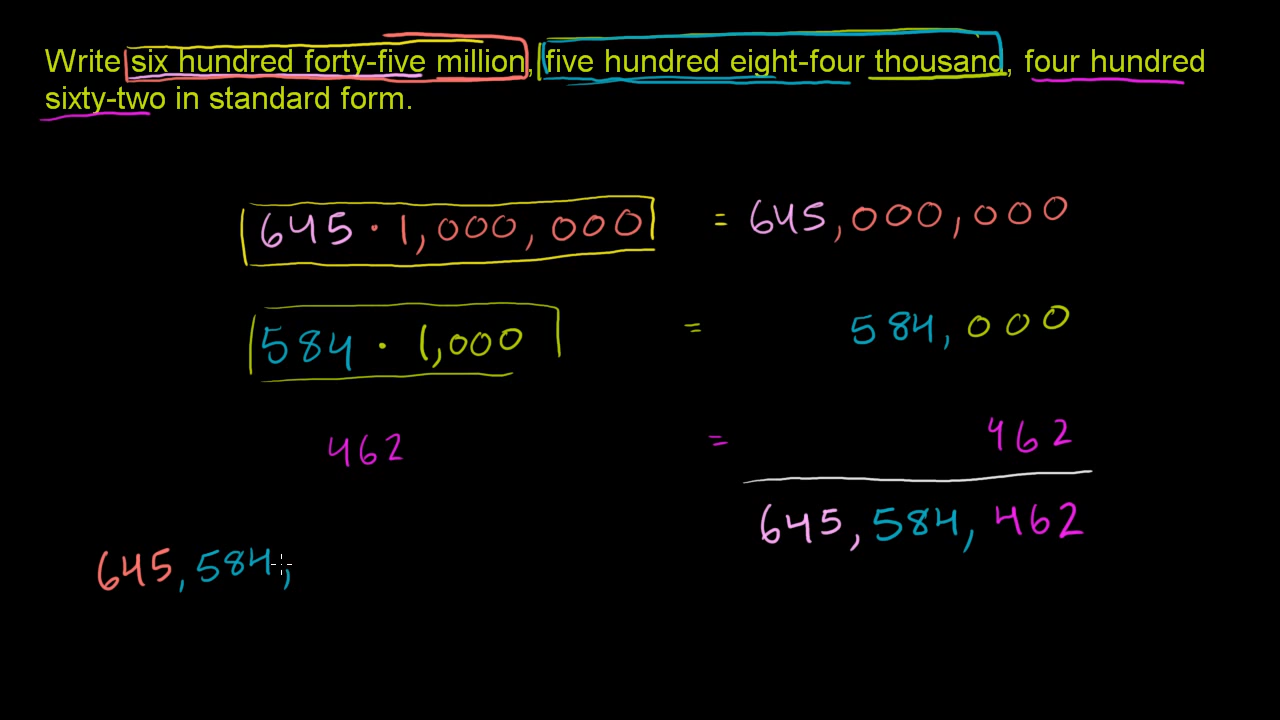 Write six hundred forty-five million, five hundred eight-four thousand, four hundred
sixty-two in standard form.
645 · 1,000,000 = 645,000,000
584 · 1,000 = 584,000
462 = 462
645,584,462
645,584,